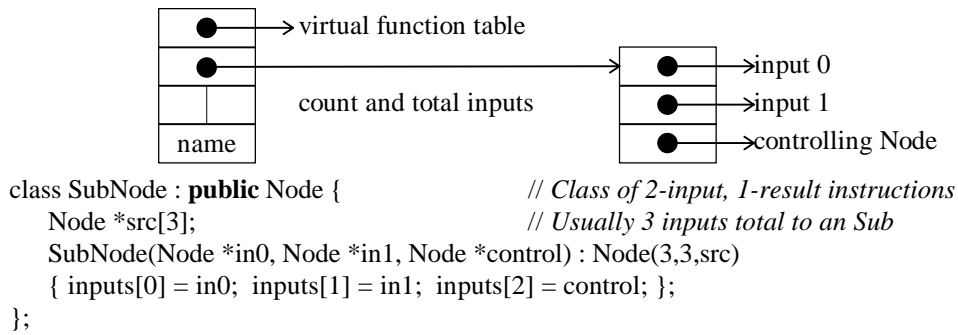 virtual function table
input 0
count and total inputs
input 1
name
controlling Node
class SubNode : public Node { // Class of 2-input, 1-result instructions
Node *src[3]; // Usually 3 inputs total to an Sub
SubNode(Node *in0, Node *in1, Node *control) : Node(3,3,src)
{ inputs[0] = in0; inputs[1] = in1; inputs[2] = control; };
};